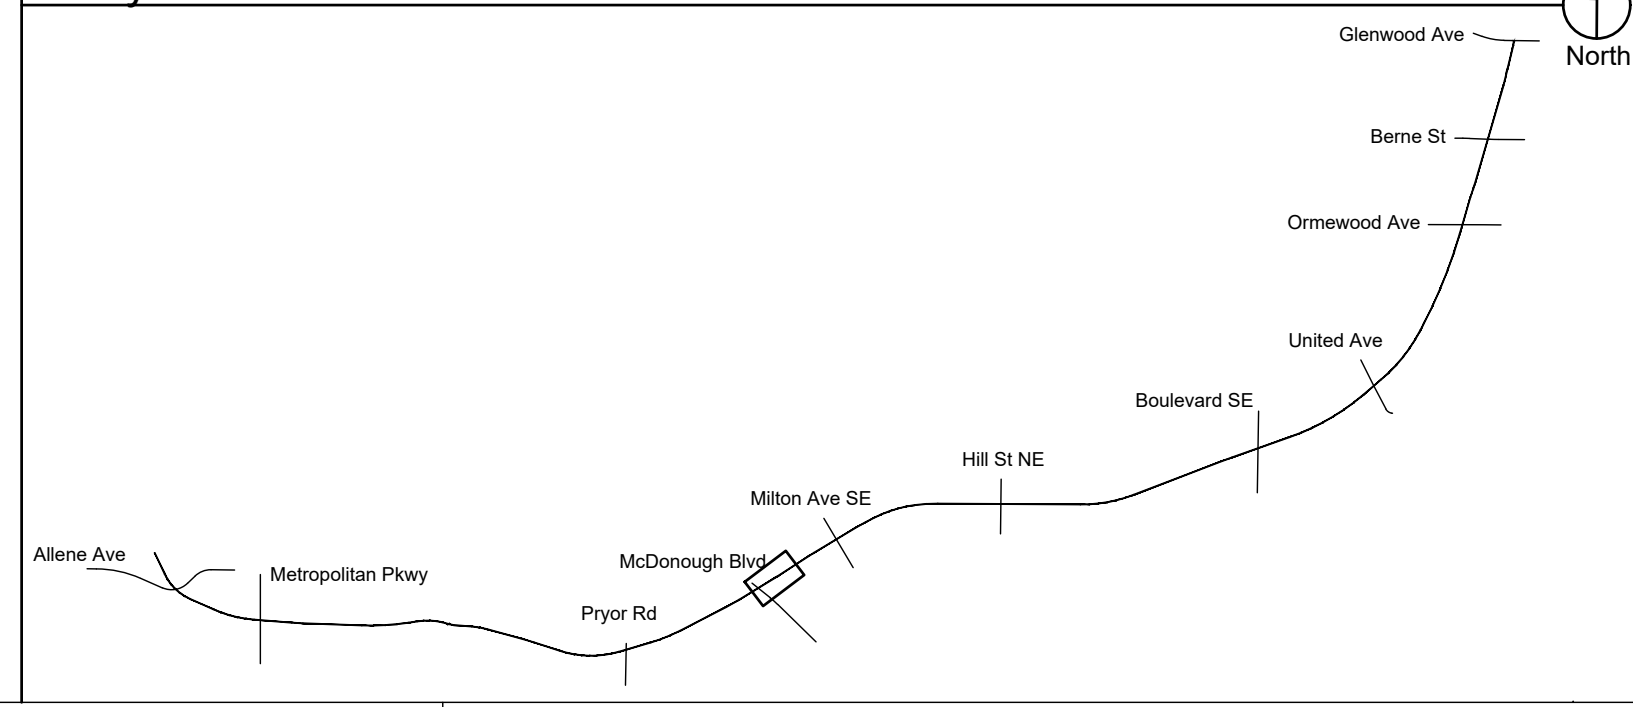 Glenwood Ave
North
Berne St
Ormewood Ave
United Ave
Boulevard SE
Hill St NE
Milton Ave SE
McDonough Blvd
Allene Ave
Metropolitan Pkwy
Pryor Rd